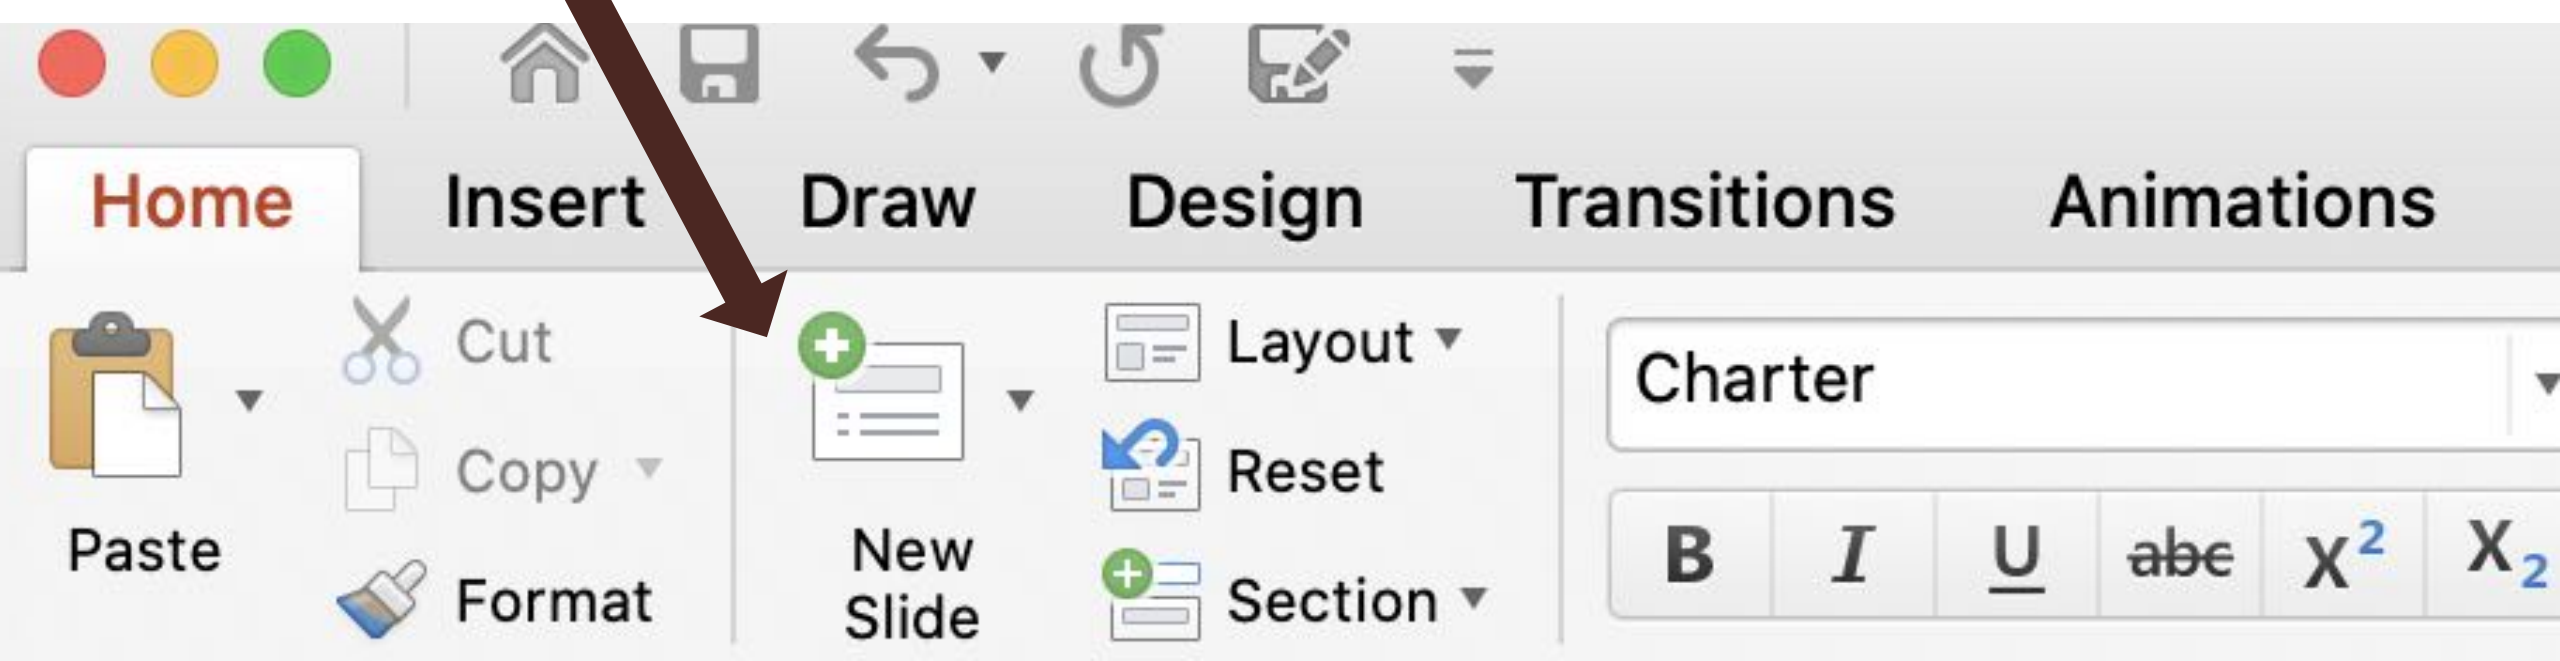 Home Insert Draw Design Transitions Animations
Paste
Cut
Copy
Format
New
Slide
Layout
Reset
Section
Charter
B I U abc X² X₂